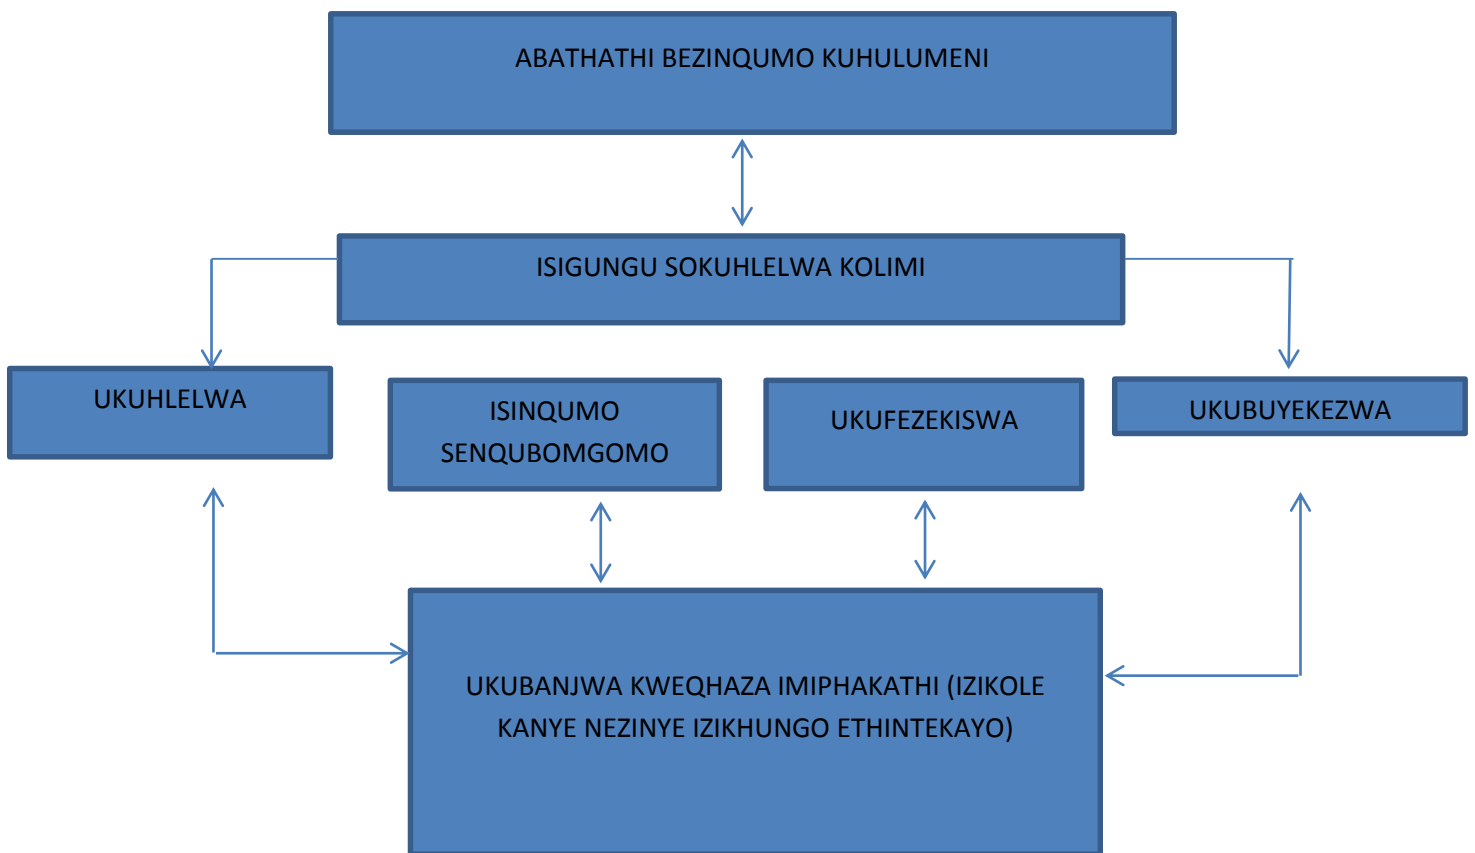 ABATHATHI BEZINQUMO KUHULUMENI
ISIGUNGU SOKUHLELWA KOLIMI
UKUHLELWA
ISINQUMO
SENQUBOMGOMO
UKUFEZEKISWA
UKUBUYEKEZWA
UKUBANJWA KWEQHAZA IMIPHAKATHI (IZIKOLE
KANYE NEZINYE IZIKHUNGO ETHINTEKAYO)